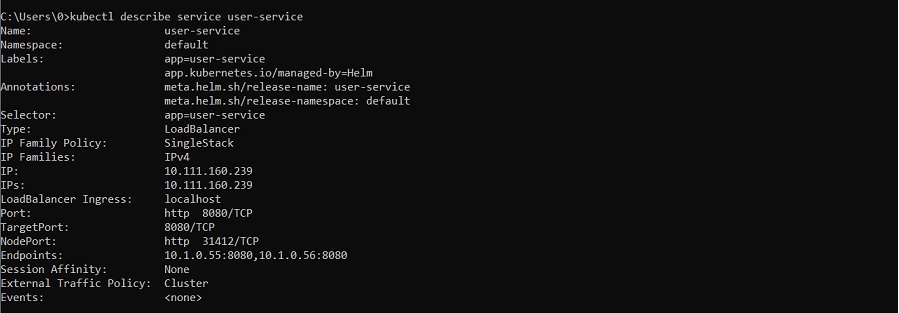 C:\Users\0>kubectl describe service user-service
Name:                     user-service
Namespace:                default
Labels:                   app=user-service
                          app.kubernetes.io/managed-by=Helm
Annotations:              meta.helm.sh/release-name: user-service
                          meta.helm.sh/release-namespace: default
Selector:                 app=user-service
Type:                     LoadBalancer
IP Family Policy:         SingleStack
IP Families:              IPv4
IP:                       10.111.160.239
IPs:                      10.111.160.239
LoadBalancer Ingress:     localhost
Port:                     http  8080/TCP
TargetPort:               8080/TCP
NodePort:                 http  31412/TCP
Endpoints:                10.1.0.55:8080,10.1.0.56:8080
Session Affinity:         None
External Traffic Policy:  Cluster
Events:                   <none>